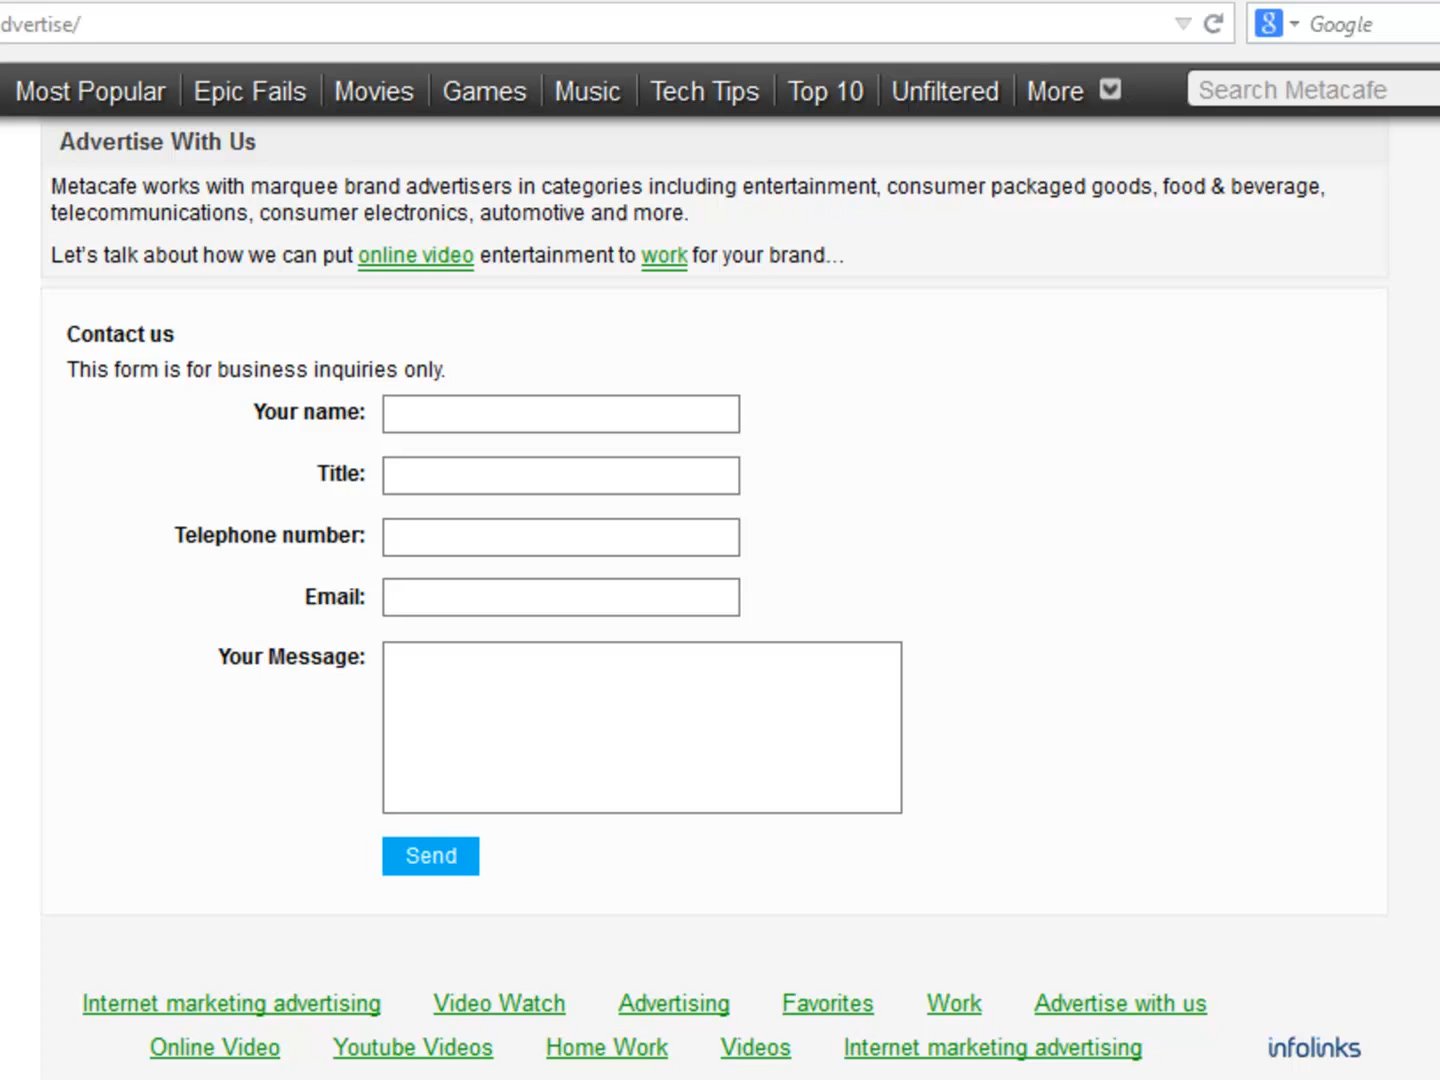 dvertise/
Google
Most Popular Epic Fails Movies Games Music Tech Tips Top 10 Unfiltered More Search Metacafe
Advertise With Us
Metacafe works with marquee brand advertisers in categories including entertainment, consumer packaged goods, food & beverage,
telecommunications, consumer electronics, automotive and more.
Let's talk about how we can put online video entertainment to work for your brand...
Contact us
This form is for business inquiries only.
Your name:
Title:
Telephone number:
Email:
Your Message:
Send
Internet marketing advertising Video Watch Advertising Favorites Work Advertise with us
Online Video Youtube Videos Home Work Videos Internet marketing advertising infolinks